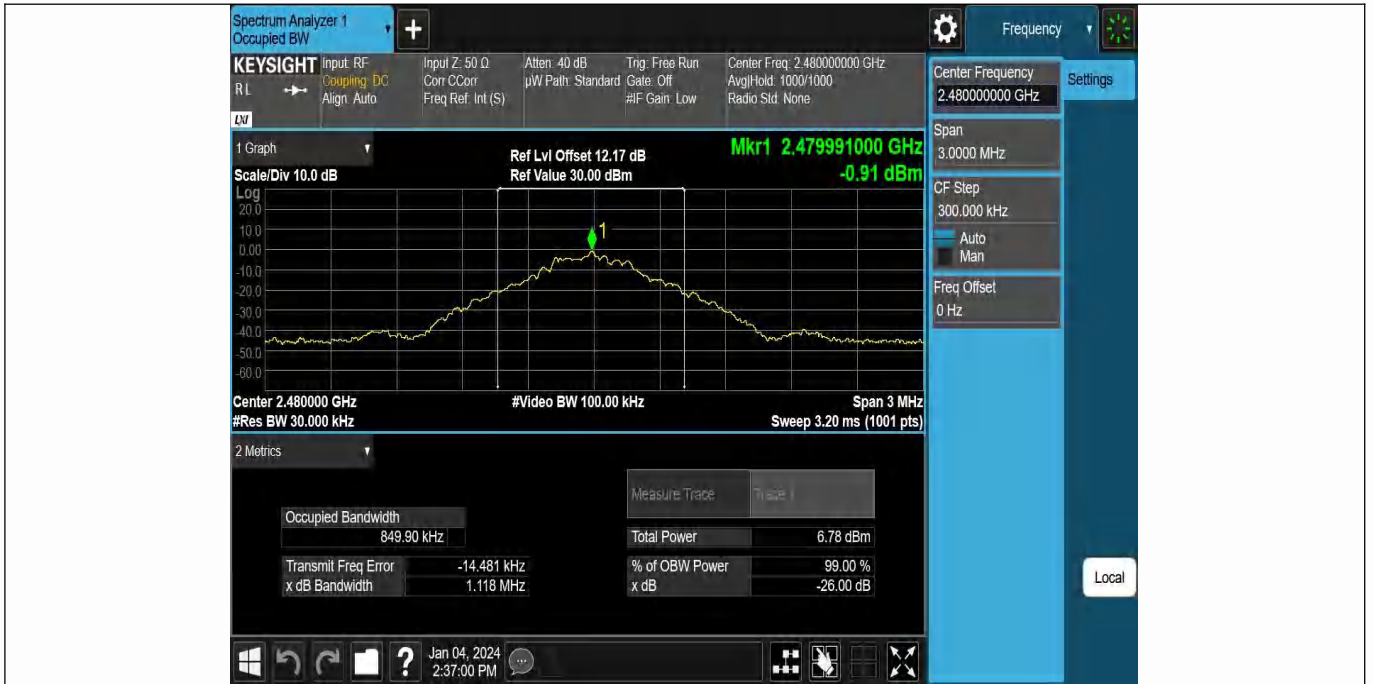 Spectrum Analyzer 1
Occupied BW
+
Frequency
KEYSIGHT
RL
LXI
Input: RF
Coupling: DC
Align: Auto
Input Z: 50 Ω
Corr CCorr
Freq Ref: Int (S)
Atten: 40 dB
µW Path: Standard
Trig: Free Run
Gate: Off
#IF Gain: Low
Center Freq: 2.480000000 GHz
Avg|Hold: 1000/1000
Radio Std: None
Center Frequency
2.480000000 GHz
Settings
Span
3.0000 MHz
CF Step
300.000 kHz
Auto
Man
Freq Offset
0 Hz
Local
1 Graph
Scale/Div 10.0 dB
Ref Lvl Offset 12.17 dB
Ref Value 30.00 dBm
Mkr1 2.479991000 GHz
-0.91 dBm
Log
20.0
10.0
0.00
-10.0
-20.0
-30.0
-40.0
-50.0
-60.0
1
Center 2.480000 GHz
#Res BW 30.000 kHz
#Video BW 100.00 kHz
Span 3 MHz
Sweep 3.20 ms (1001 pts)
2 Metrics
Measure Trace
Trace 1
Occupied Bandwidth
849.90 kHz
Total Power
6.78 dBm
Transmit Freq Error
-14.481 kHz
% of OBW Power
99.00 %
x dB Bandwidth
1.118 MHz
x dB
-26.00 dB
?
Jan 04, 2024
2:37:00 PM